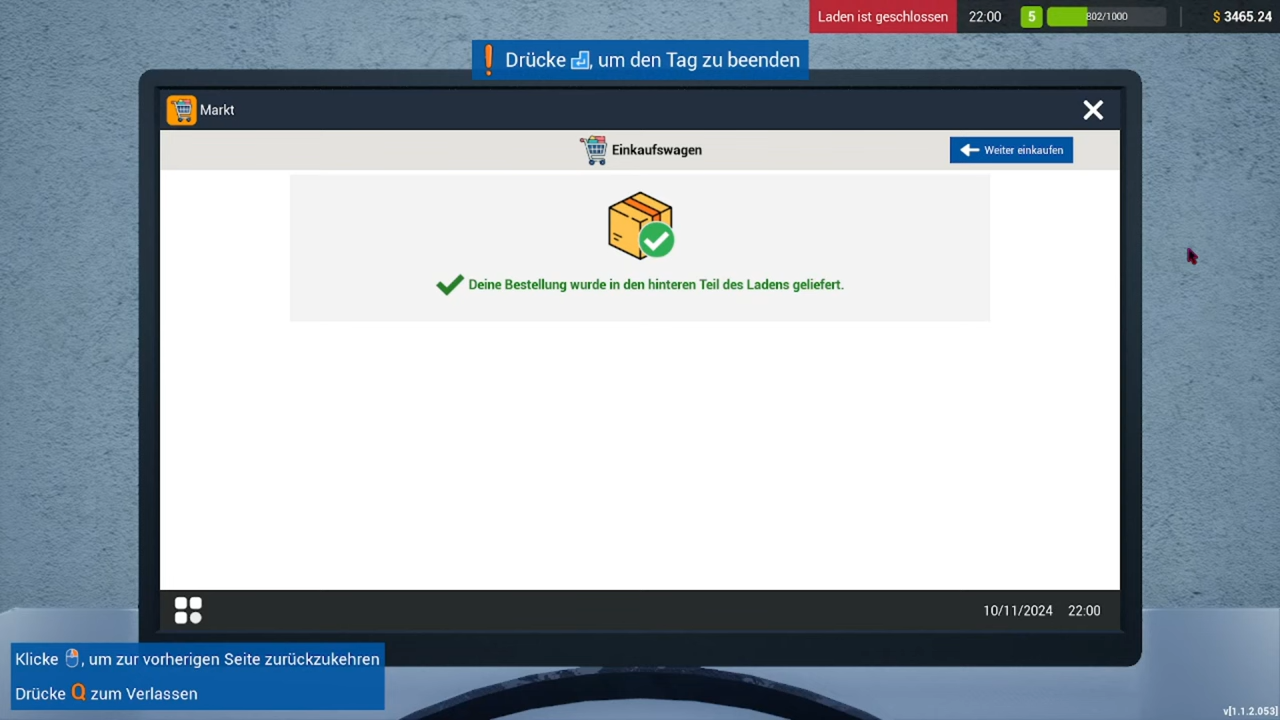 Laden ist geschlossen 22:00 5 802/1000 $ 3465.24
Drücke , um den Tag zu beenden
Markt
Einkaufswagen
Weiter einkaufen
Deine Bestellung wurde in den hinteren Teil des Ladens geliefert.
10/11/2024 22:00
Klicke , um zur vorherigen Seite zurückzukehren
Drücke Q zum Verlassen
v[1.1.2.053]